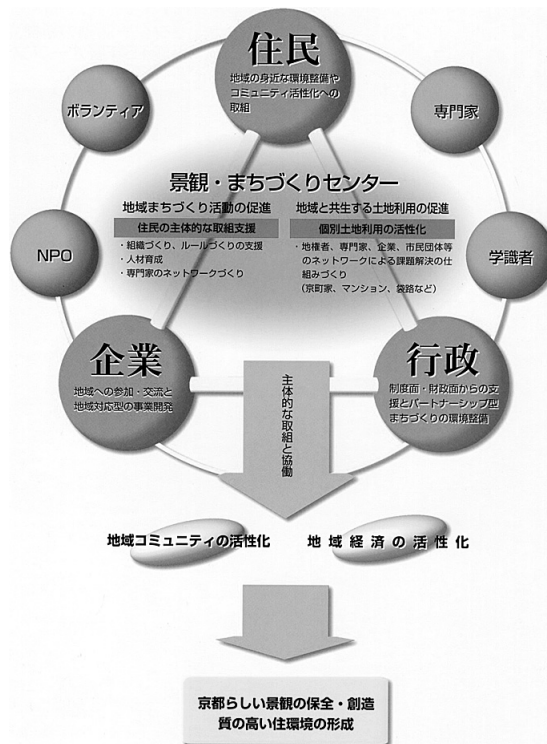 住民
地域の身近な環境整備や
コミュニティ活性化への
取組
ボランティア
専門家
景観・まちづくりセンター
地域まちづくり活動の促進
住民の主体的な取組支援
・組織づくり、ルールづくりの支援
・人材育成
・専門家のネットワークづくり
地域と共生する土地利用の促進
個別土地利用の活性化
・地権者、専門家、企業、市民団体等
のネットワークによる課題解決の仕
組みづくり
(京町家、マンション、袋路など)
NPO
学識者
企業
地域への参加・交流と
地域対応型の事業開発
行政
制度面・財政面からの支
援とパートナーシップ型
まちづくりの環境整備
主体的な取組と協働
地域コミュニティの活性化
地域経済の活性化
京都らしい景観の保全・創造
質の高い住環境の形成